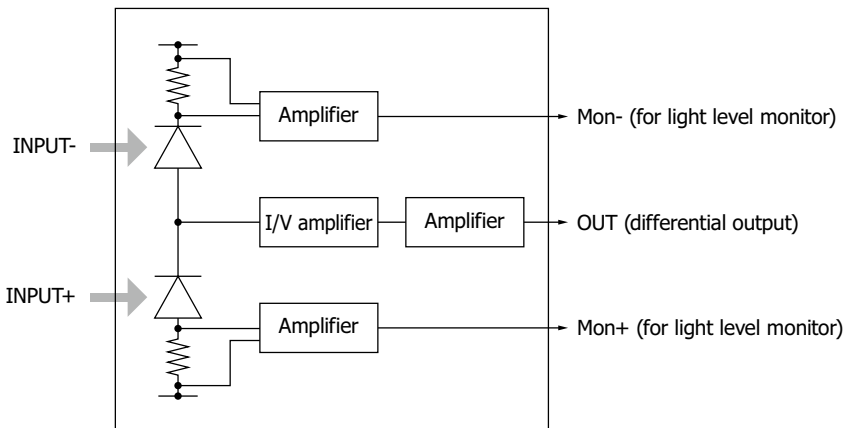 Amplifier
Mon- (for light level monitor)
INPUT-
I/V amplifier
Amplifier
OUT (differential output)
INPUT+
Amplifier
Mon+ (for light level monitor)